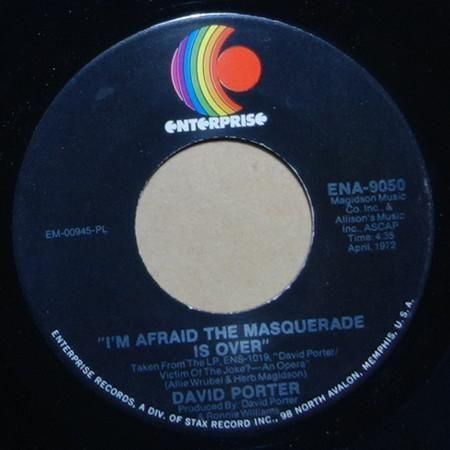 ENTERPRISE
ENA-9050
Magidson Music
Co. Inc., &
Allison's Music
Inc., ASCAP
Time: 4:35
April, 1972
EM-00945-PL
"I'M AFRAID THE MASQUERADE
IS OVER"
Taken From The LP, ENS-1019, "David Porter/
Victim Of The Joke?—An Opera"
(Allie Wrubel & Herb Magidson)
DAVID PORTER
Produced By: David Porter
& Ronnie Williams
ENTERPRISE RECORDS, A DIV. OF STAX RECORD INC., 98 NORTH AVALON, MEMPHIS, U.S.A.